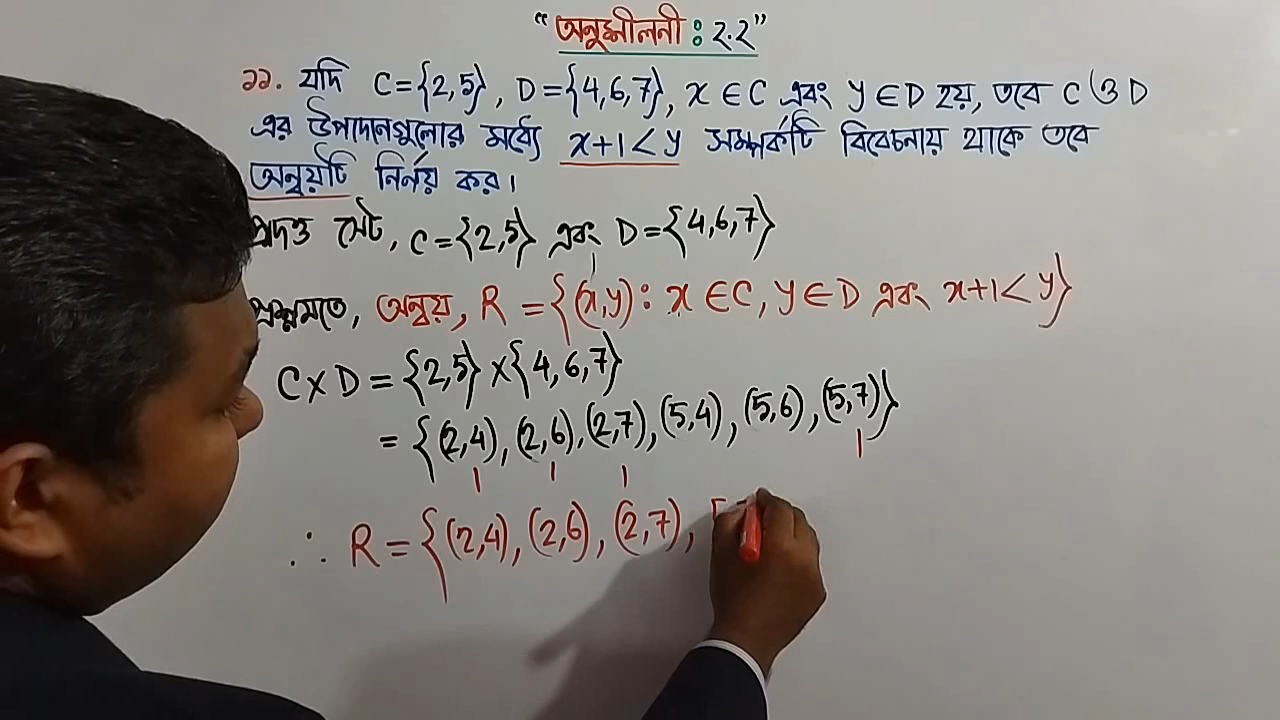 “অনুশীলনী : ২.২”
১১. যদি C={2,5}, D={4,6,7}, x∈C এবং y∈D হয়, তবে C ও D
এর উপাদানগুলোর মধ্যে x+1<y সম্পর্কটি বিবেচনায় থাকে তবে
অন্বয়টি নির্নয় কর।
প্রদত্ত সেট, C={2,5} এবং D={4,6,7}
প্রশ্নমতে, অন্বয়, R={(x,y): x∈C, y∈D এবং x+1<y}
C×D={2,5}×{4,6,7}
={(2,4),(2,6),(2,7),(5,4),(5,6),(5,7)}
∴ R={(2,4),(2,6),(2,7),